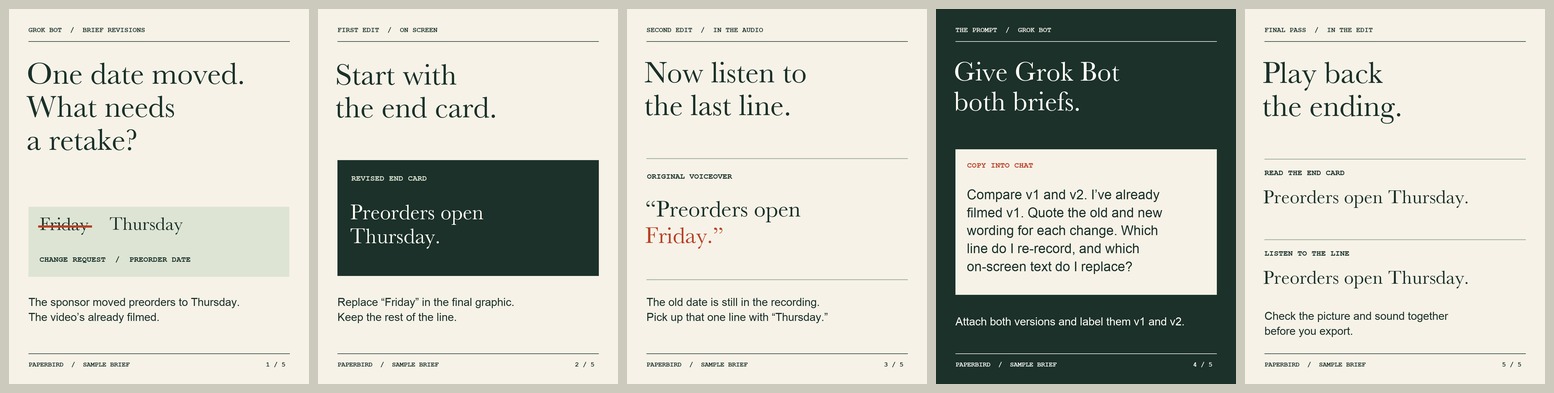 GROK BOT / BRIEF REVISIONS
One date moved.
What needs
a retake?
Friday Thursday
CHANGE REQUEST / PREORDER DATE
The sponsor moved preorders to Thursday.
The video's already filmed.
PAPERBIRD / SAMPLE BRIEF
1 / 5
FIRST EDIT / ON SCREEN
Start with
the end card.
REVISED END CARD
Preorders open
Thursday.
Replace “Friday” in the final graphic.
Keep the rest of the line.
PAPERBIRD / SAMPLE BRIEF
2 / 5
SECOND EDIT / IN THE AUDIO
Now listen to
the last line.
ORIGINAL VOICEOVER
“Preorders open
Friday.”
The old date is still in the recording.
Pick up that one line with “Thursday.”
PAPERBIRD / SAMPLE BRIEF
3 / 5
THE PROMPT / GROK BOT
Give Grok Bot
both briefs.
COPY INTO CHAT
Compare v1 and v2. I’ve already
filmed v1. Quote the old and new
wording for each change. Which
line do I re-record, and which
on-screen text do I replace?
Attach both versions and label them v1 and v2.
PAPERBIRD / SAMPLE BRIEF
4 / 5
FINAL PASS / IN THE EDIT
Play back
the ending.
READ THE END CARD
Preorders open Thursday.
LISTEN TO THE LINE
Preorders open Thursday.
Check the picture and sound together
before you export.
PAPERBIRD / SAMPLE BRIEF
5 / 5